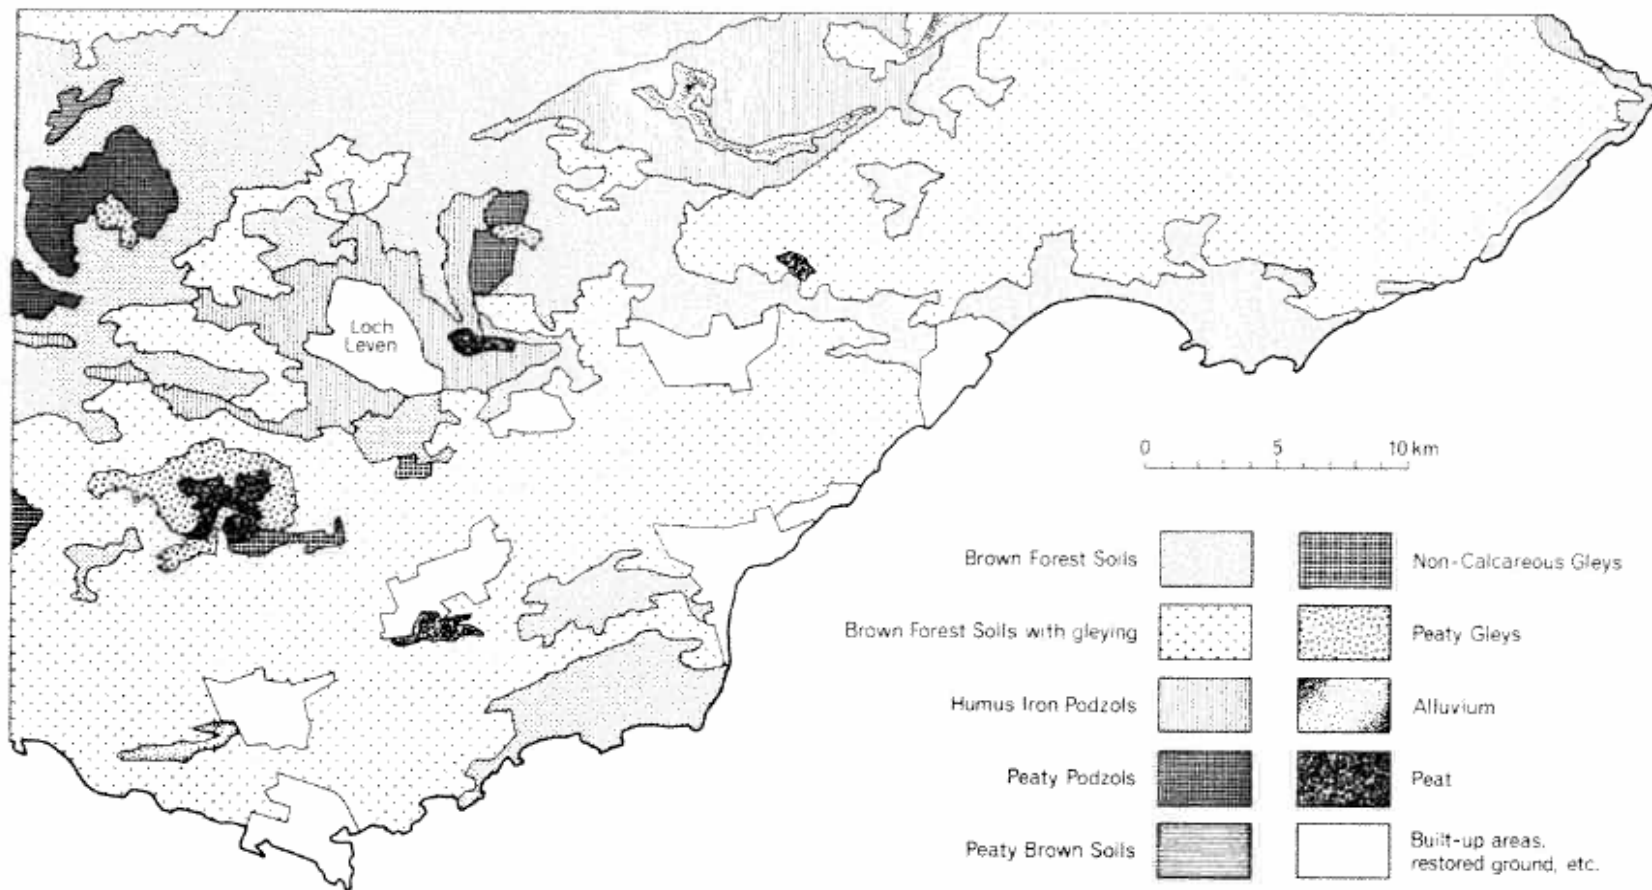 Loch
Leven
0 5 10 km
Brown Forest Soils
Non-Calcareous Gleys
Brown Forest Soils with gleying
Peaty Gleys
Humus Iron Podzols
Alluvium
Peaty Podzols
Peat
Peaty Brown Soils
Built-up areas,
restored ground, etc.